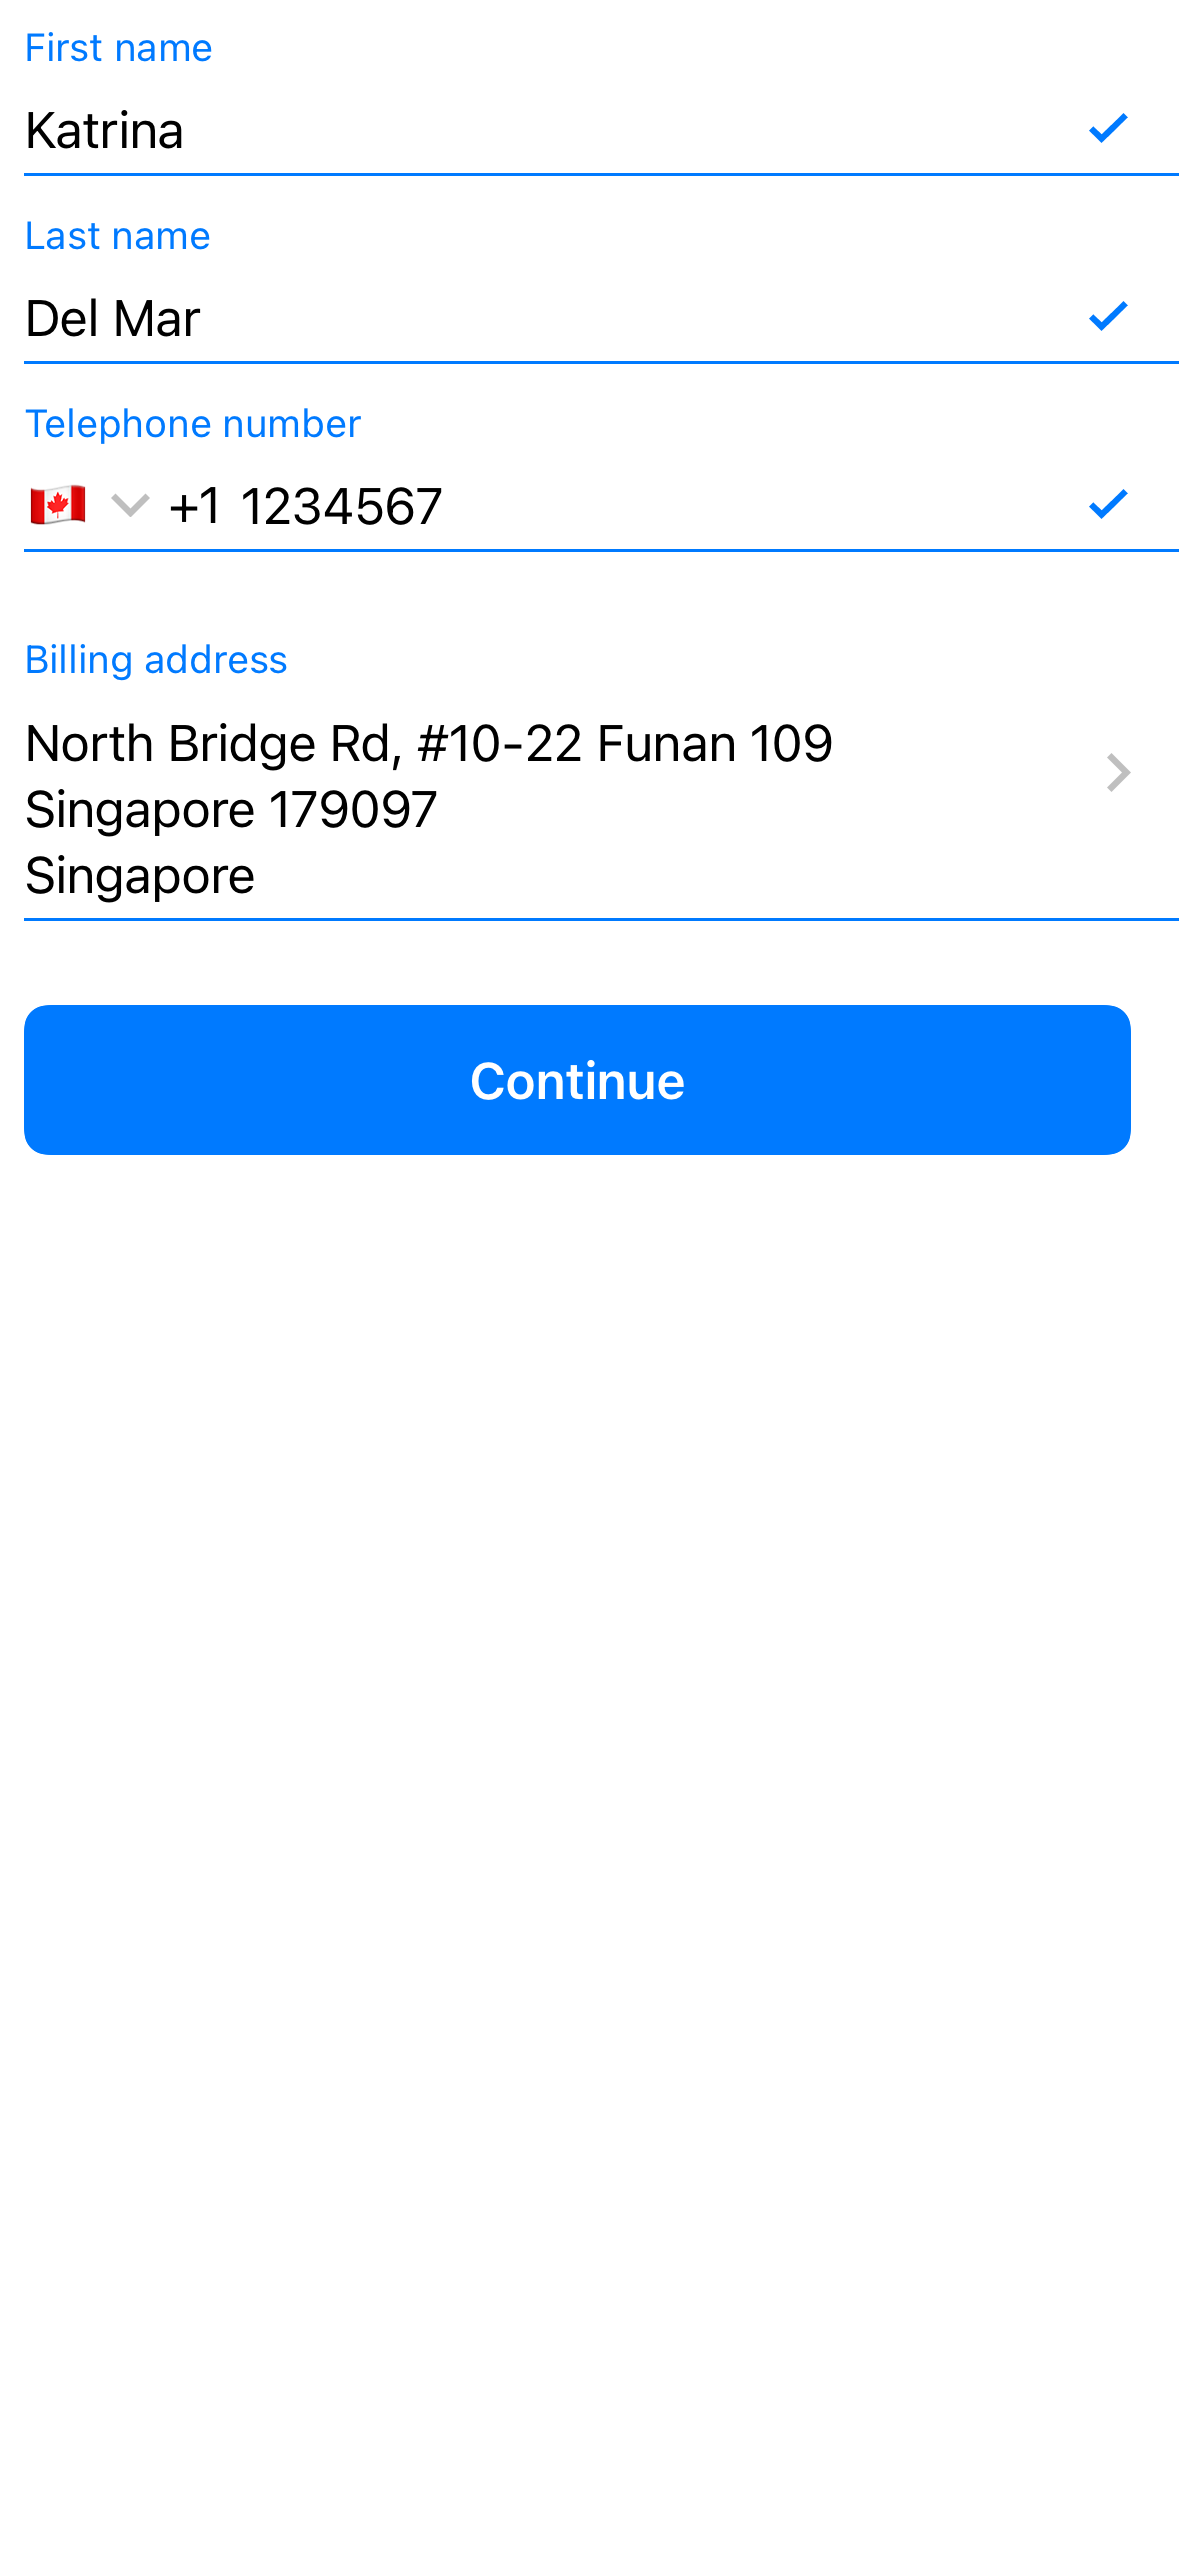 First name
Katrina
Last name
Del Mar
Telephone number
+1 1234567
Billing address
North Bridge Rd, #10-22 Funan 109
Singapore 179097
Singapore
Continue